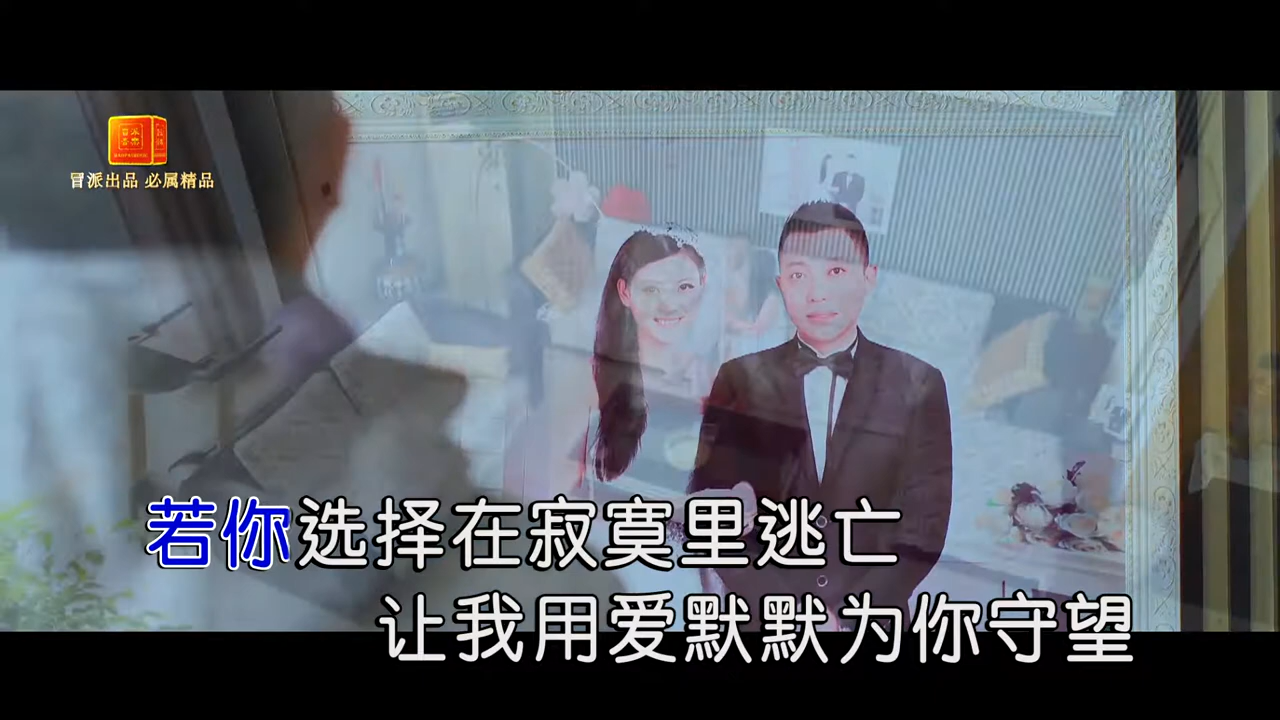 冒派出品 必属精品
若你选择在寂寞里逃亡
让我用爱默默为你守望